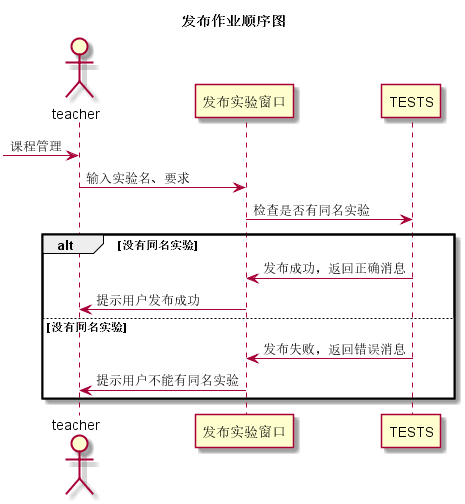 发布作业顺序图
teacher
发布实验窗口
TESTS
课程管理
输入实验名、要求
检查是否有同名实验
alt
[没有同名实验]
发布成功，返回正确消息
提示用户发布成功
[没有同名实验]
发布失败，返回错误消息
提示用户不能有同名实验
teacher
发布实验窗口
TESTS